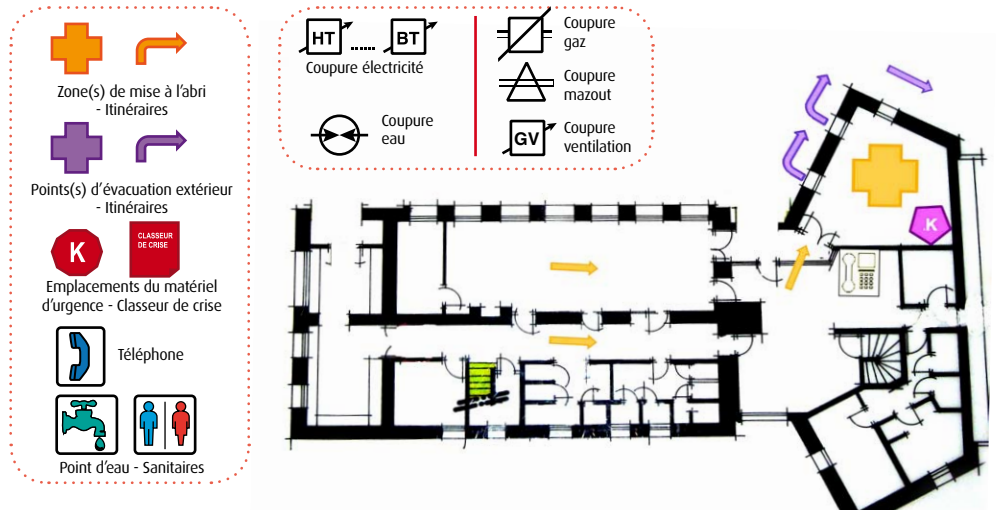 Zone(s) de mise à l'abri
- Itinéraires
Points(s) d'évacuation extérieur
- Itinéraires
K
CLASSEUR
DE CRISE
Emplacements du matériel
d'urgence - Classeur de crise
Téléphone
Point d'eau - Sanitaires
HT ...... BT
Coupure électricité
Coupure
eau
Coupure
gaz
Coupure
mazout
GV
Coupure
ventilation
.K